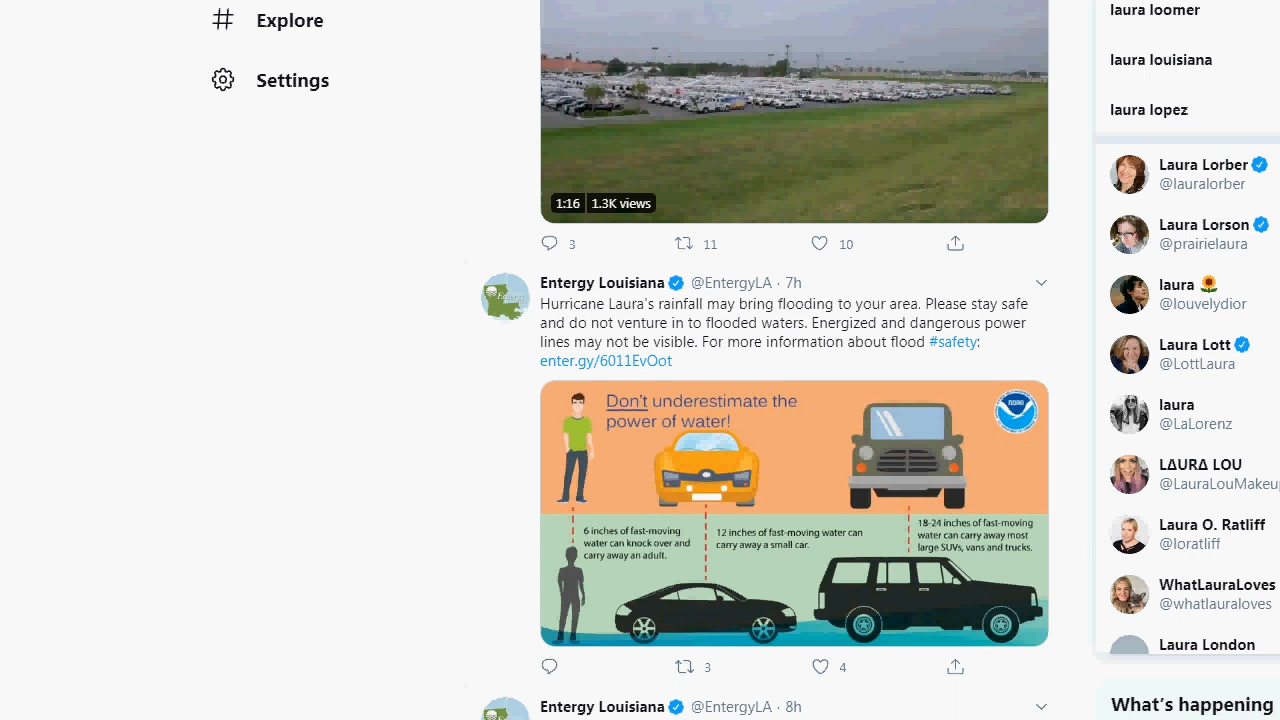 Explore
Settings
1:16 1.3K views
3 11 10
Entergy Louisiana @EntergyLA · 7h
Hurricane Laura's rainfall may bring flooding to your area. Please stay safe
and do not venture in to flooded waters. Energized and dangerous power
lines may not be visible. For more information about flood #safety:
enter.gy/6011EvOot
Don't underestimate the
power of water!
NOAA
6 inches of fast-moving
water can knock over and
carry away an adult.
12 inches of fast-moving water can
carry away a small car.
18-24 inches of fast-moving
water can carry away most
large SUVs, vans and trucks.
3 4
Entergy Louisiana @EntergyLA · 8h
laura loomer
laura louisiana
laura lopez
Laura Lorber
@lauralorber
Laura Lorson
@prairielaura
laura 🌻
@louvelydior
Laura Lott
@LottLaura
laura
@LaLorenz
LΔURΔ LOU
@LauraLouMakeup
Laura O. Ratliff
@loratliff
WhatLauraLoves
@whatlauraloves
Laura London
What's happening